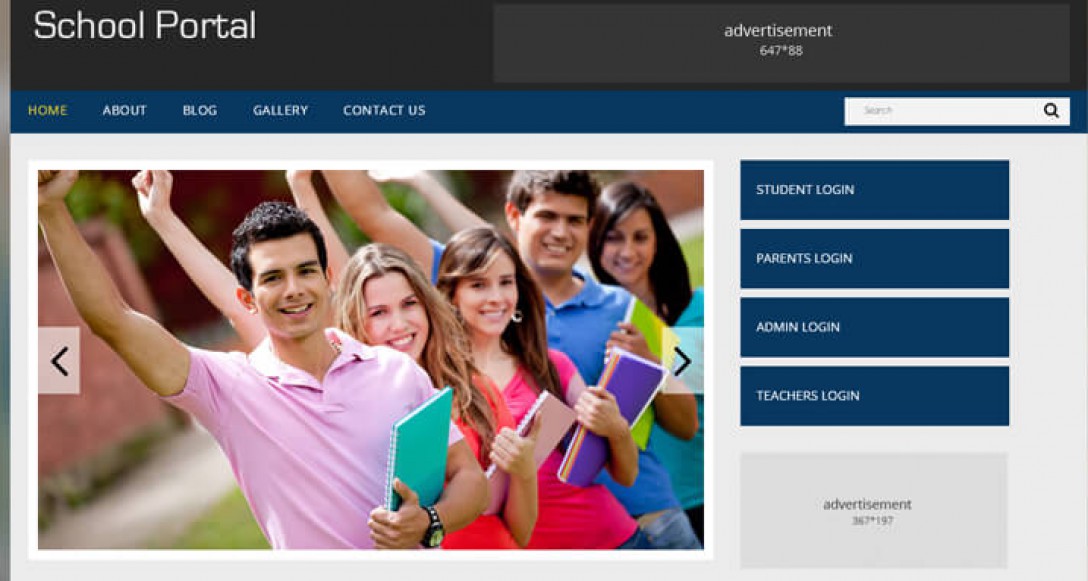 School Portal
advertisement
647*88
HOME ABOUT BLOG GALLERY CONTACT US
Search
STUDENT LOGIN
PARENTS LOGIN
ADMIN LOGIN
TEACHERS LOGIN
advertisement
367*197